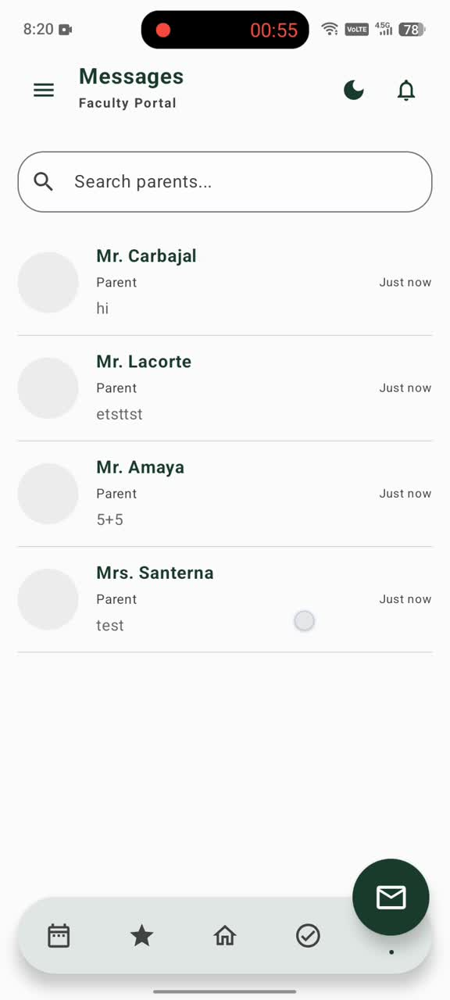 8:20
00:55
VoLTE
4.5G
78
Messages
Faculty Portal
Search parents...
Mr. Carbajal
Parent
Just now
hi
Mr. Lacorte
Parent
Just now
etsttst
Mr. Amaya
Parent
Just now
5+5
Mrs. Santerna
Parent
Just now
test